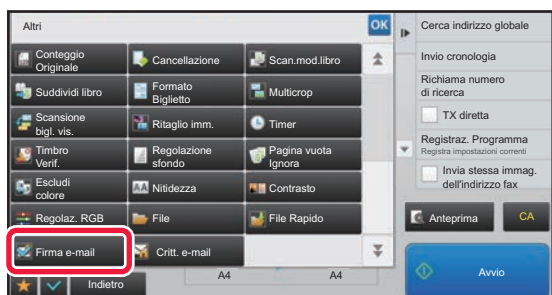 Altri
OK
Conteggio
Originale
Cancellazione
Scan.mod.libro
Suddividi libro
Formato
Biglietto
Multicrop
Scansione
bigl. vis.
Ritaglio imm.
Timer
Timbro
Verif.
Regolazione
sfondo
Pagina vuota
Ignora
Escludi
colore
Nitidezza
Contrasto
Regolaz. RGB
File
File Rapido
Firma e-mail
Critt. e-mail
Indietro
A4
A4
Cerca indirizzo globale
Invio cronologia
Richiama numero
di ricerca
TX diretta
Registraz. Programma
Registra impostazioni correnti
Invia stessa immag.
dell'indirizzo fax
Anteprima
CA
Avvio